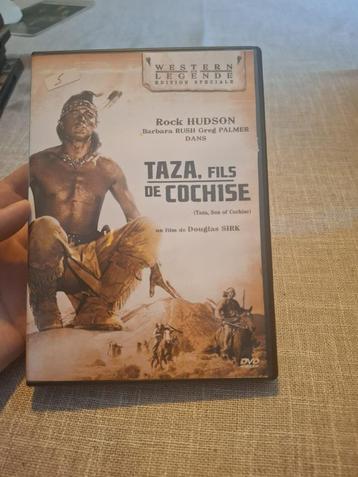 WESTERN
LEGENDE
EDITION SPECIALE
5
Rock HUDSON
Barbara RUSH Greg PALMER
DANS
TAZA, FILS
DE COCHISE
(Taza, Son of Cochise)
un film de Douglas SIRK
DVD